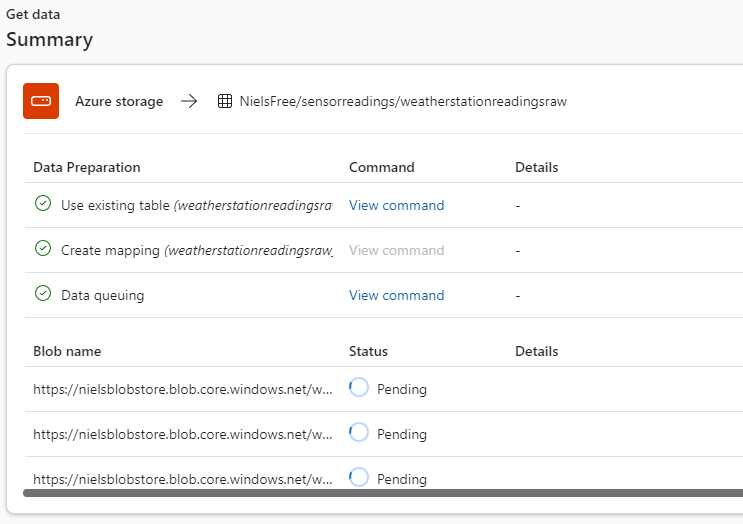 Get data
Summary
Azure storage → NielsFree/sensorreadings/weatherstationreadingsraw
Data Preparation Command Details
Use existing table (weatherstationreadingsra View command -
Create mapping (weatherstationreadingsraw_ View command -
Data queuing View command -
Blob name Status Details
https://nielsblobstore.blob.core.windows.net/w... Pending
https://nielsblobstore.blob.core.windows.net/w... Pending
https://nielsblobstore.blob.core.windows.net/w... Pending